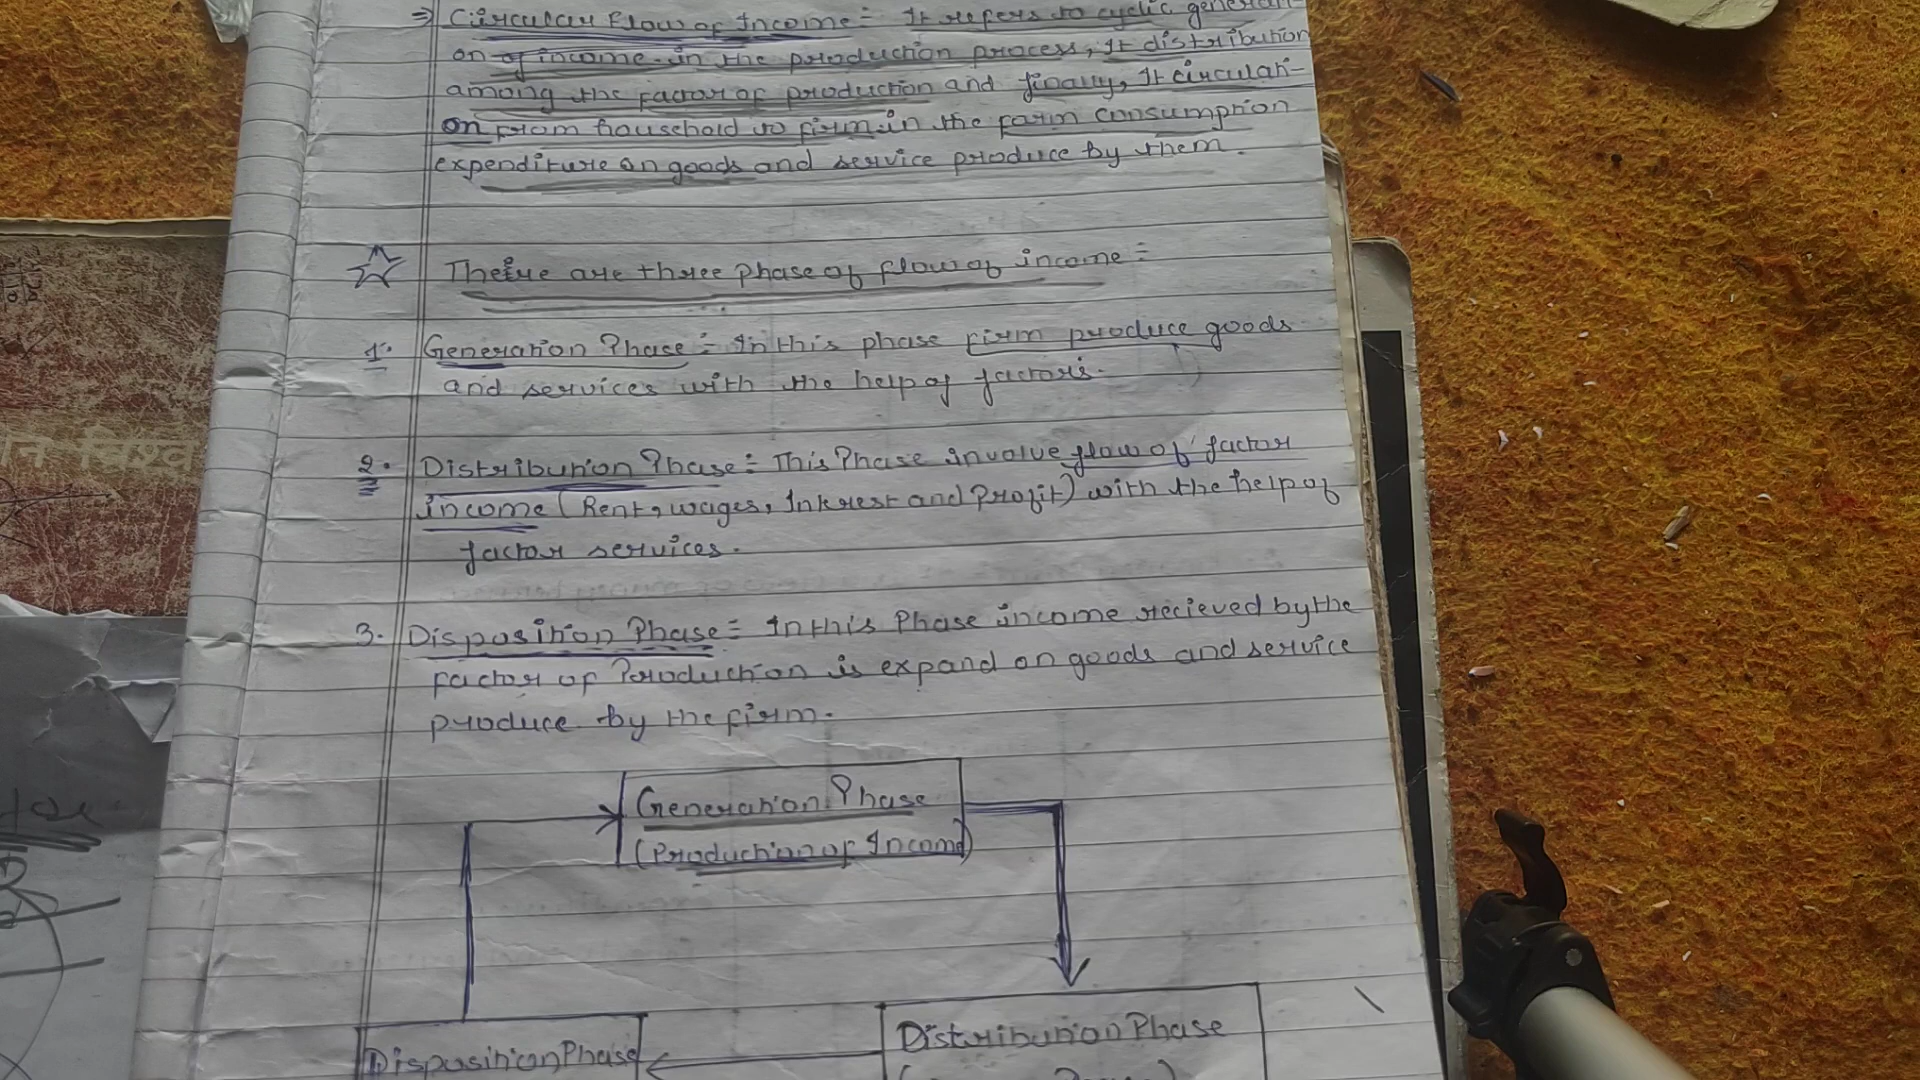 ⇒ Circular Flow of Income = It refers to cyclic generati-
on of income in the production process, It distribution
among the factor of production and finally, It circulati-
on from household to firm in the form consumption
expenditure on goods and service produce by them.
☆ There are three phase of flow of income =
1. Generation Phase = In this phase firm produce goods
and services with the help of factors.
2. Distribution Phase = This Phase involve flow of factor
income (Rent, wages, Interest and Profit) with the help of
factor services.
3. Disposition Phase = In this Phase income recieved by the
factor of Production is expand on goods and service
produce by the firm.
Generation Phase
(Production of Income)
Disposition Phase
Distribution Phase